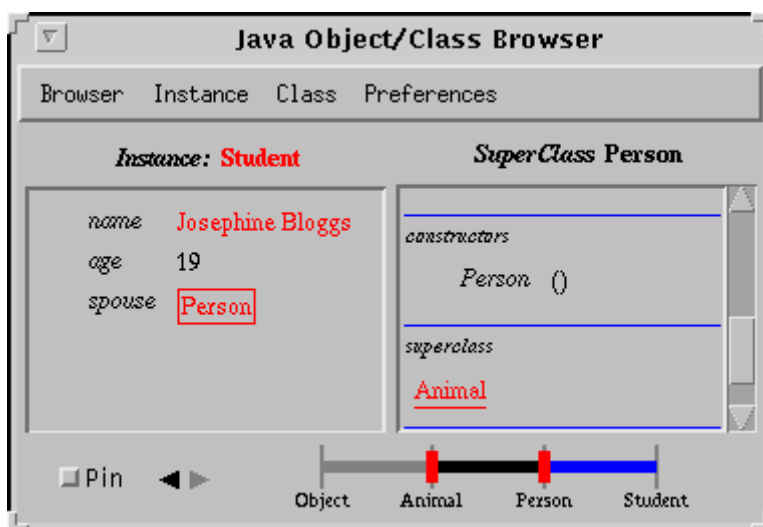 Java Object/Class Browser
Browser Instance Class Preferences
Instance: Student
SuperClass Person
name Josephine Bloggs
age 19
spouse Person
constructors
Person ()
superclass
Animal
Pin
Object Animal Person Student